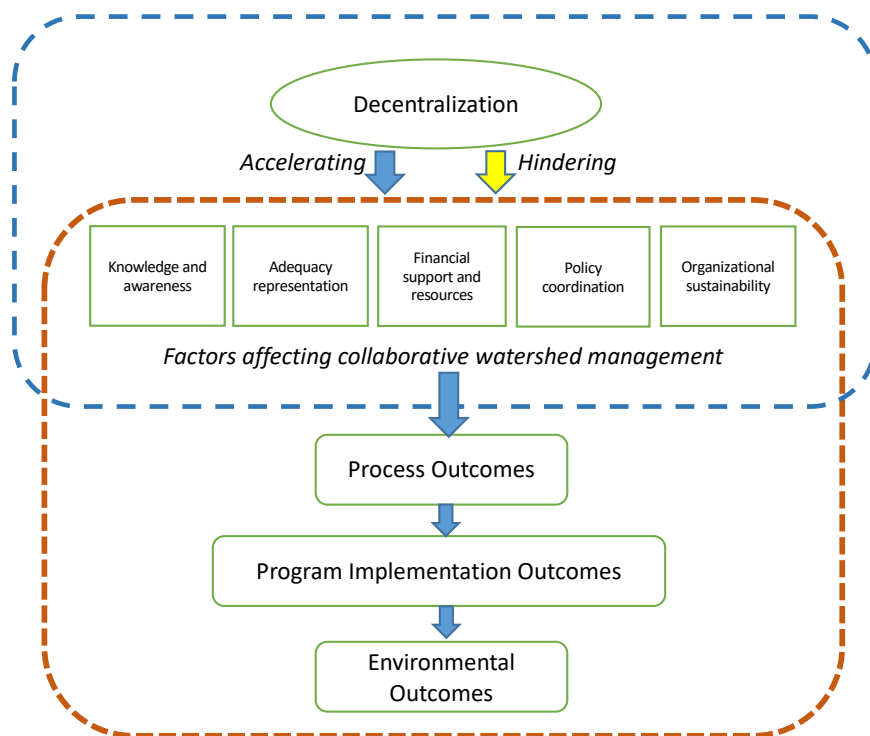 Decentralization
Accelerating
Hindering
Knowledge and
awareness
Adequacy
representation
Financial
support and
resources
Policy
coordination
Organizational
sustainability
Factors affecting collaborative watershed management
Process Outcomes
Program Implementation Outcomes
Environmental
Outcomes